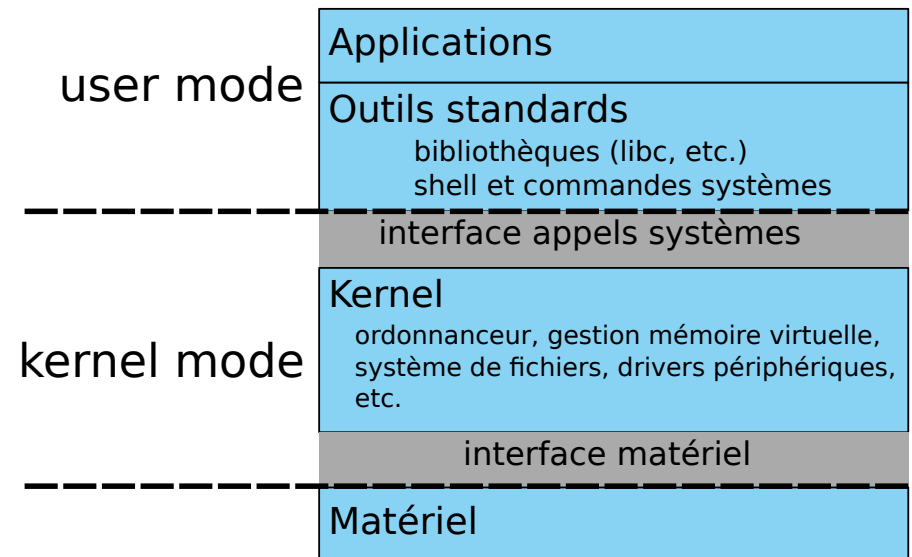 user mode
Applications
Outils standards
bibliothèques (libc, etc.)
shell et commandes systèmes
interface appels systèmes
kernel mode
Kernel
ordonnanceur, gestion mémoire virtuelle,
système de fichiers, drivers périphériques,
etc.
interface matériel
Matériel